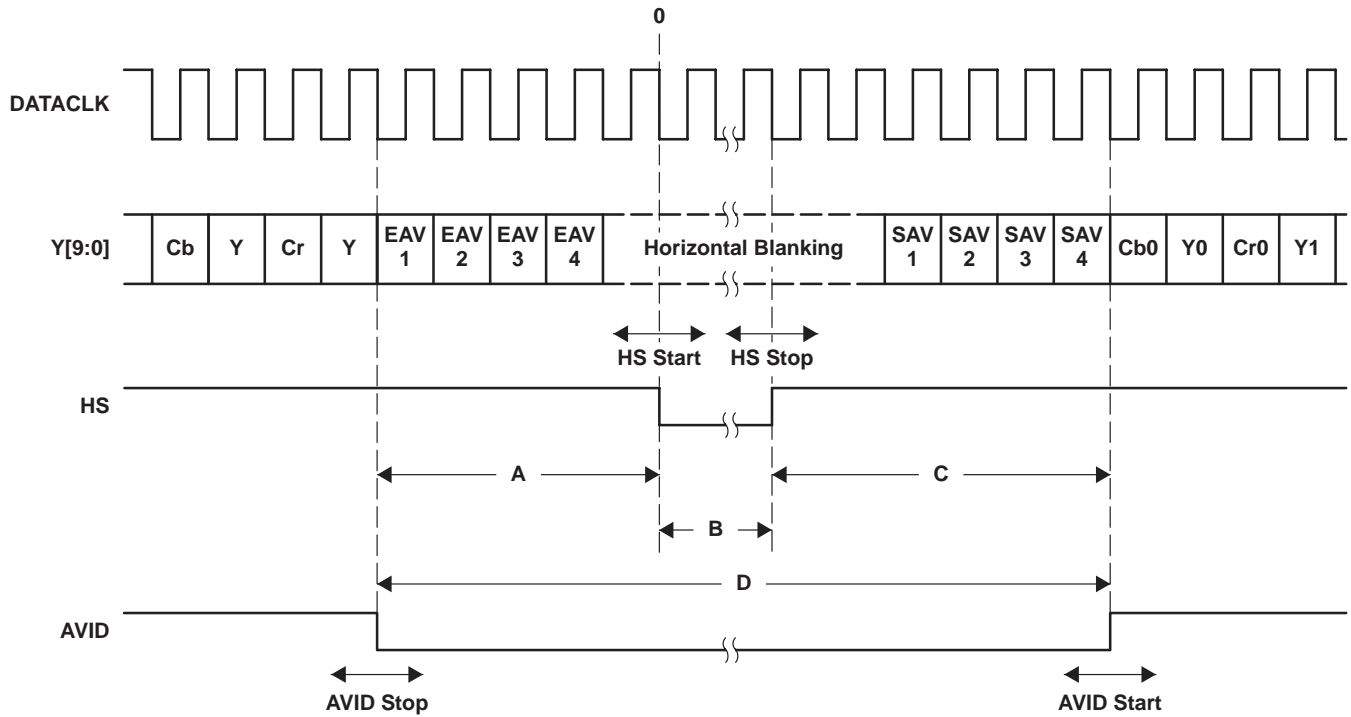 0
DATACLK
Y[9:0]
Cb
Y
Cr
Y
EAV
1
EAV
2
EAV
3
EAV
4
Horizontal Blanking
SAV
1
SAV
2
SAV
3
SAV
4
Cb0
Y0
Cr0
Y1
HS Start
HS Stop
HS
A
C
B
D
AVID
AVID Stop
AVID Start